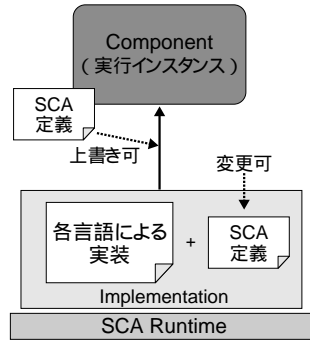 Component
(実行インスタンス)
SCA
定義
上書き可
変更可
各言語による
実装
+
SCA
定義
Implementation
SCA Runtime